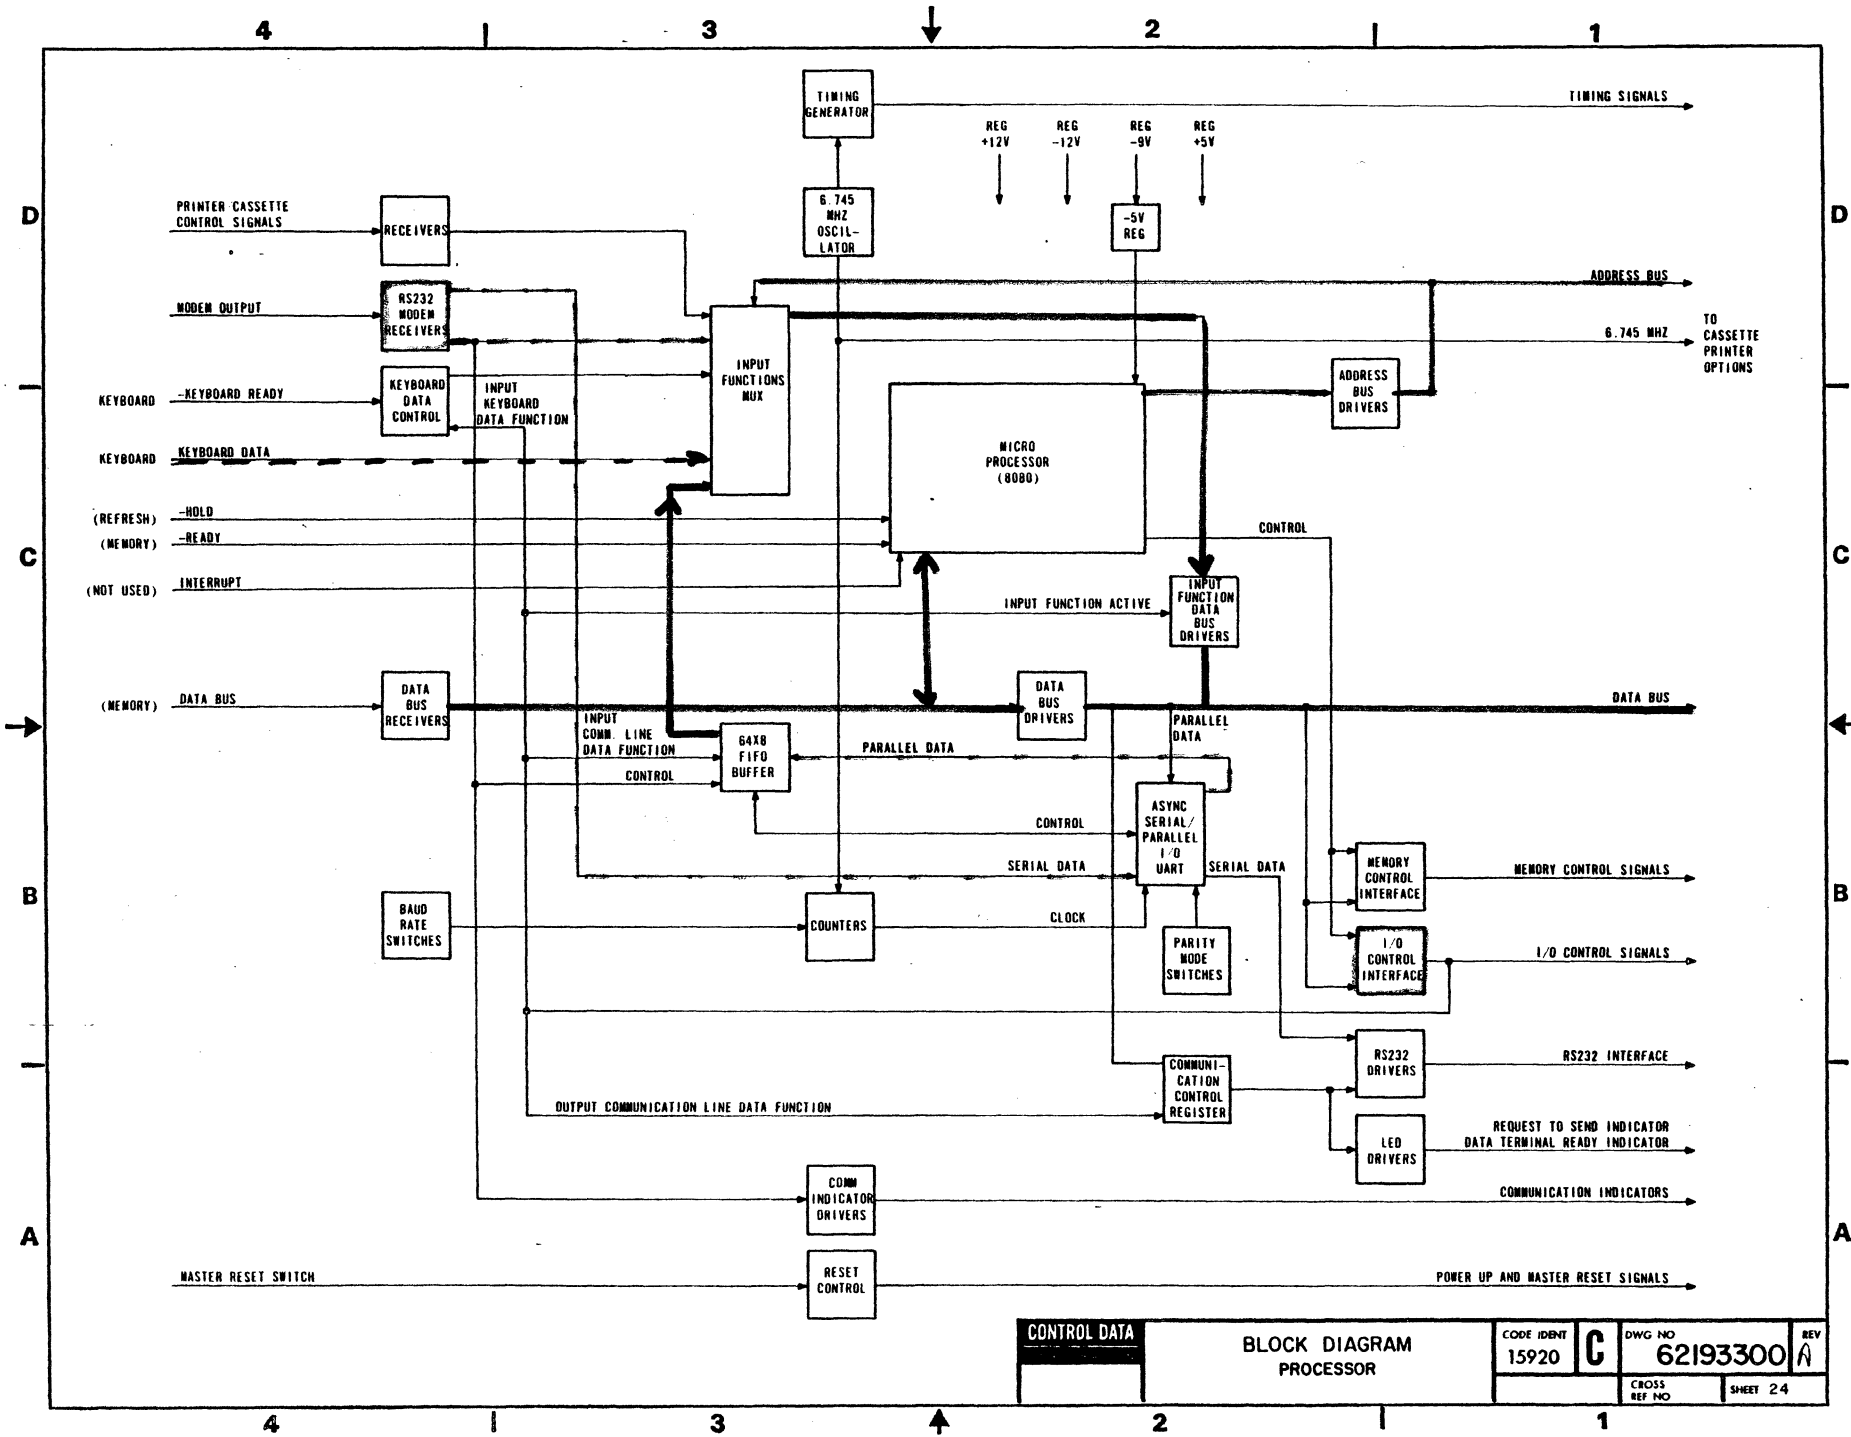 4 3 2 1
TIMING
GENERATOR
TIMING SIGNALS
REG
+12V
REG
-12V
REG
-9V
REG
+5V
6.745
MHZ
OSCIL-
LATOR
-5V
REG
D
D
PRINTER CASSETTE
CONTROL SIGNALS
RECEIVERS
MODEM OUTPUT
RS232
MODEM
RECEIVERS
ADDRESS BUS
6.745 MHZ
TO
CASSETTE
PRINTER
OPTIONS
INPUT
FUNCTIONS
MUX
KEYBOARD
-KEYBOARD READY
KEYBOARD
DATA
CONTROL
INPUT
KEYBOARD
DATA FUNCTION
ADDRESS
BUS
DRIVERS
KEYBOARD
KEYBOARD DATA
MICRO
PROCESSOR
(8080)
(REFRESH)
-HOLD
(MEMORY)
-READY
CONTROL
C
C
(NOT USED)
INTERRUPT
INPUT FUNCTION ACTIVE
INPUT
FUNCTION
DATA
BUS
DRIVERS
(MEMORY)
DATA BUS
DATA
BUS
RECEIVERS
DATA
BUS
DRIVERS
DATA BUS
INPUT
COMM. LINE
DATA FUNCTION
64X8
FIFO
BUFFER
PARALLEL DATA
PARALLEL
DATA
CONTROL
CONTROL
ASYNC
SERIAL/
PARALLEL
I/O
UART
SERIAL DATA
SERIAL DATA
MEMORY
CONTROL
INTERFACE
MEMORY CONTROL SIGNALS
B
B
BAUD
RATE
SWITCHES
COUNTERS
CLOCK
PARITY
MODE
SWITCHES
I/O
CONTROL
INTERFACE
I/O CONTROL SIGNALS
RS232
DRIVERS
RS232 INTERFACE
COMMUNI-
CATION
CONTROL
REGISTER
OUTPUT COMMUNICATION LINE DATA FUNCTION
LED
DRIVERS
REQUEST TO SEND INDICATOR
DATA TERMINAL READY INDICATOR
COMM
INDICATOR
DRIVERS
COMMUNICATION INDICATORS
A
A
MASTER RESET SWITCH
RESET
CONTROL
POWER UP AND MASTER RESET SIGNALS
CONTROL DATA
BLOCK DIAGRAM
PROCESSOR
CODE IDENT
15920
C
DWG NO
62193300
REV
A
CROSS
REF NO
SHEET 24
4 3 2 1